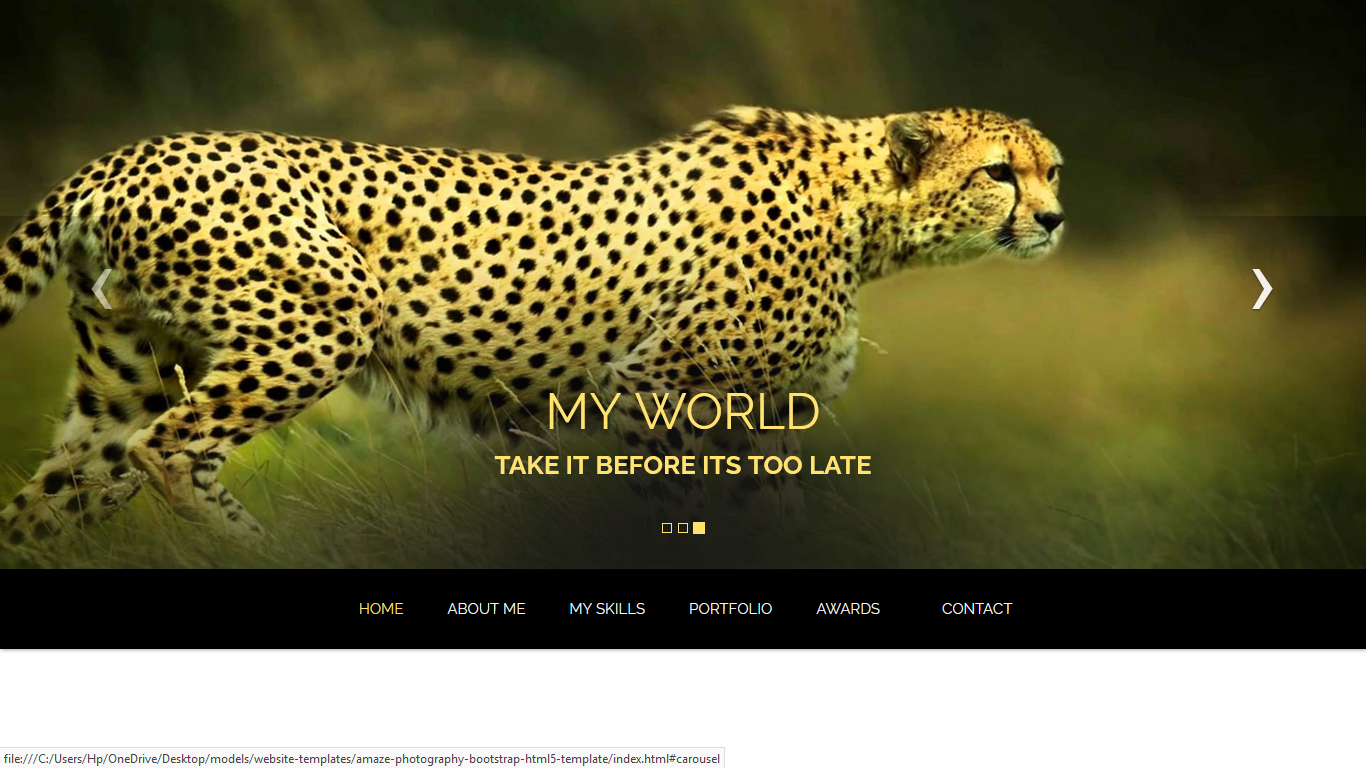 MY WORLD
TAKE IT BEFORE ITS TOO LATE
HOME ABOUT ME MY SKILLS PORTFOLIO AWARDS CONTACT
file:///C:/Users/Hp/OneDrive/Desktop/models/website-templates/amaze-photography-bootstrap-html5-template/index.html#carousel